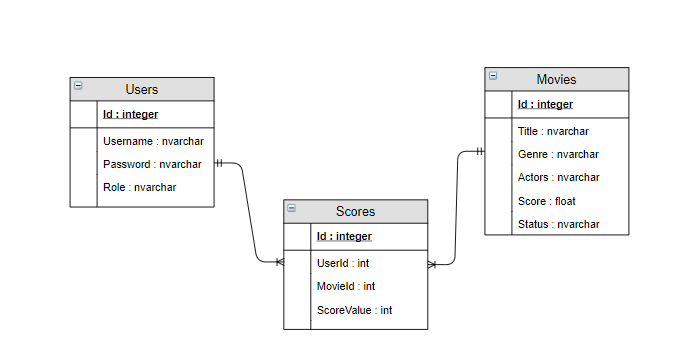 Users
Id : integer
Username : nvarchar
Password : nvarchar
Role : nvarchar
Scores
Id : integer
UserId : int
MovieId : int
ScoreValue : int
Movies
Id : integer
Title : nvarchar
Genre : nvarchar
Actors : nvarchar
Score : float
Status : nvarchar